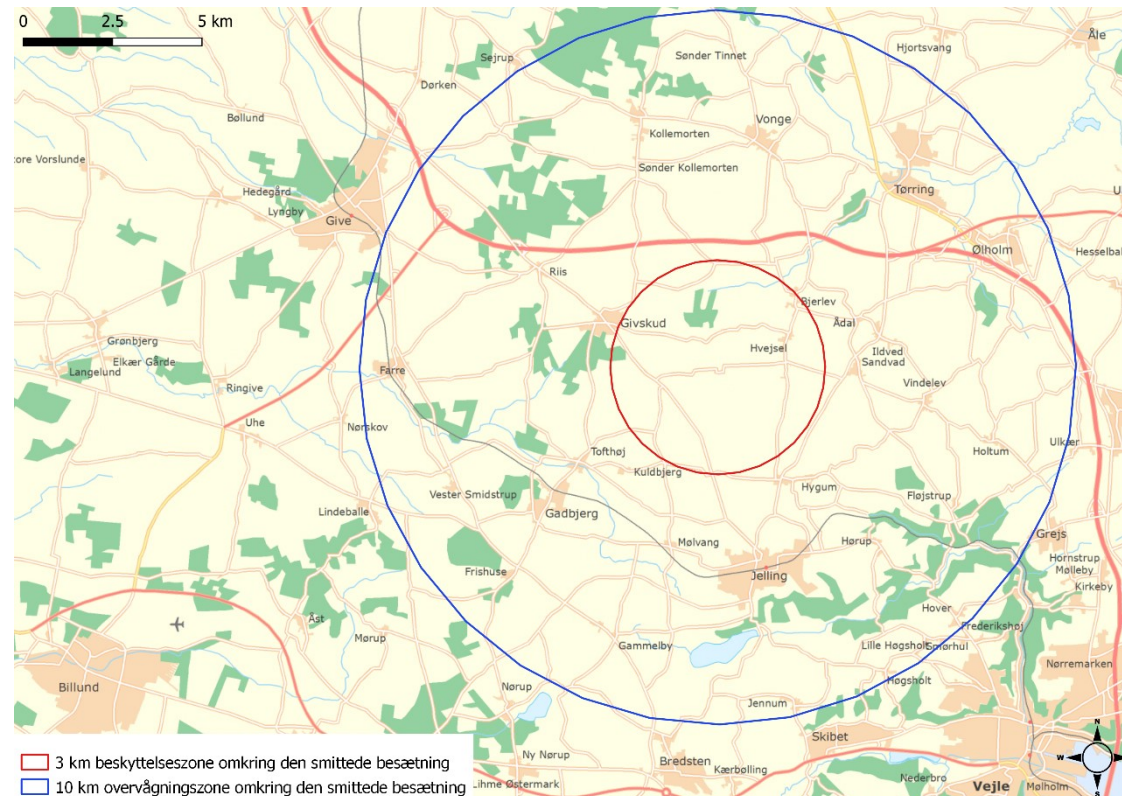 0 2.5 5 km
Sønder Tinnet
Hjortsvang
Åle
Sejrup
Dørken
Bøllund
Vonge
Kollemorten
Sønder Kollemorten
Hedegård
Lyngby
Give
Tørring
Ølholm
Riis
Bjerlev
Givskud
Ådal
Grønbjerg
Eikær Gårde
Langelund
Ringive
Farre
Hvejsel
Ildved
Sandvad
Vindelev
Uhe
Nørskov
Tofthøj
Kuldbjerg
Holtum
Ulkær
Vester Smidstrup
Hygum
Fløjstrup
Lindeballe
Gadbjerg
Mølvang
Hørup
Grejs
Frishuse
Jelling
Hornstrup
Mølleby
Kirkeby
Hover
Åst
Mørup
Gammelby
Frederikshøj
Lille Høgsholt
Smørhul
Billund
Nørup
Høgsholt
Nørremarken
Jennum
Skibet
Ny Nørup
Bredsten
Kærbølling
Nederbro
Vejle
Mølholm
N
W
S
3 km beskyttelseszone omkring den smittede besætning
10 km overvågningszone omkring den smittede besætning